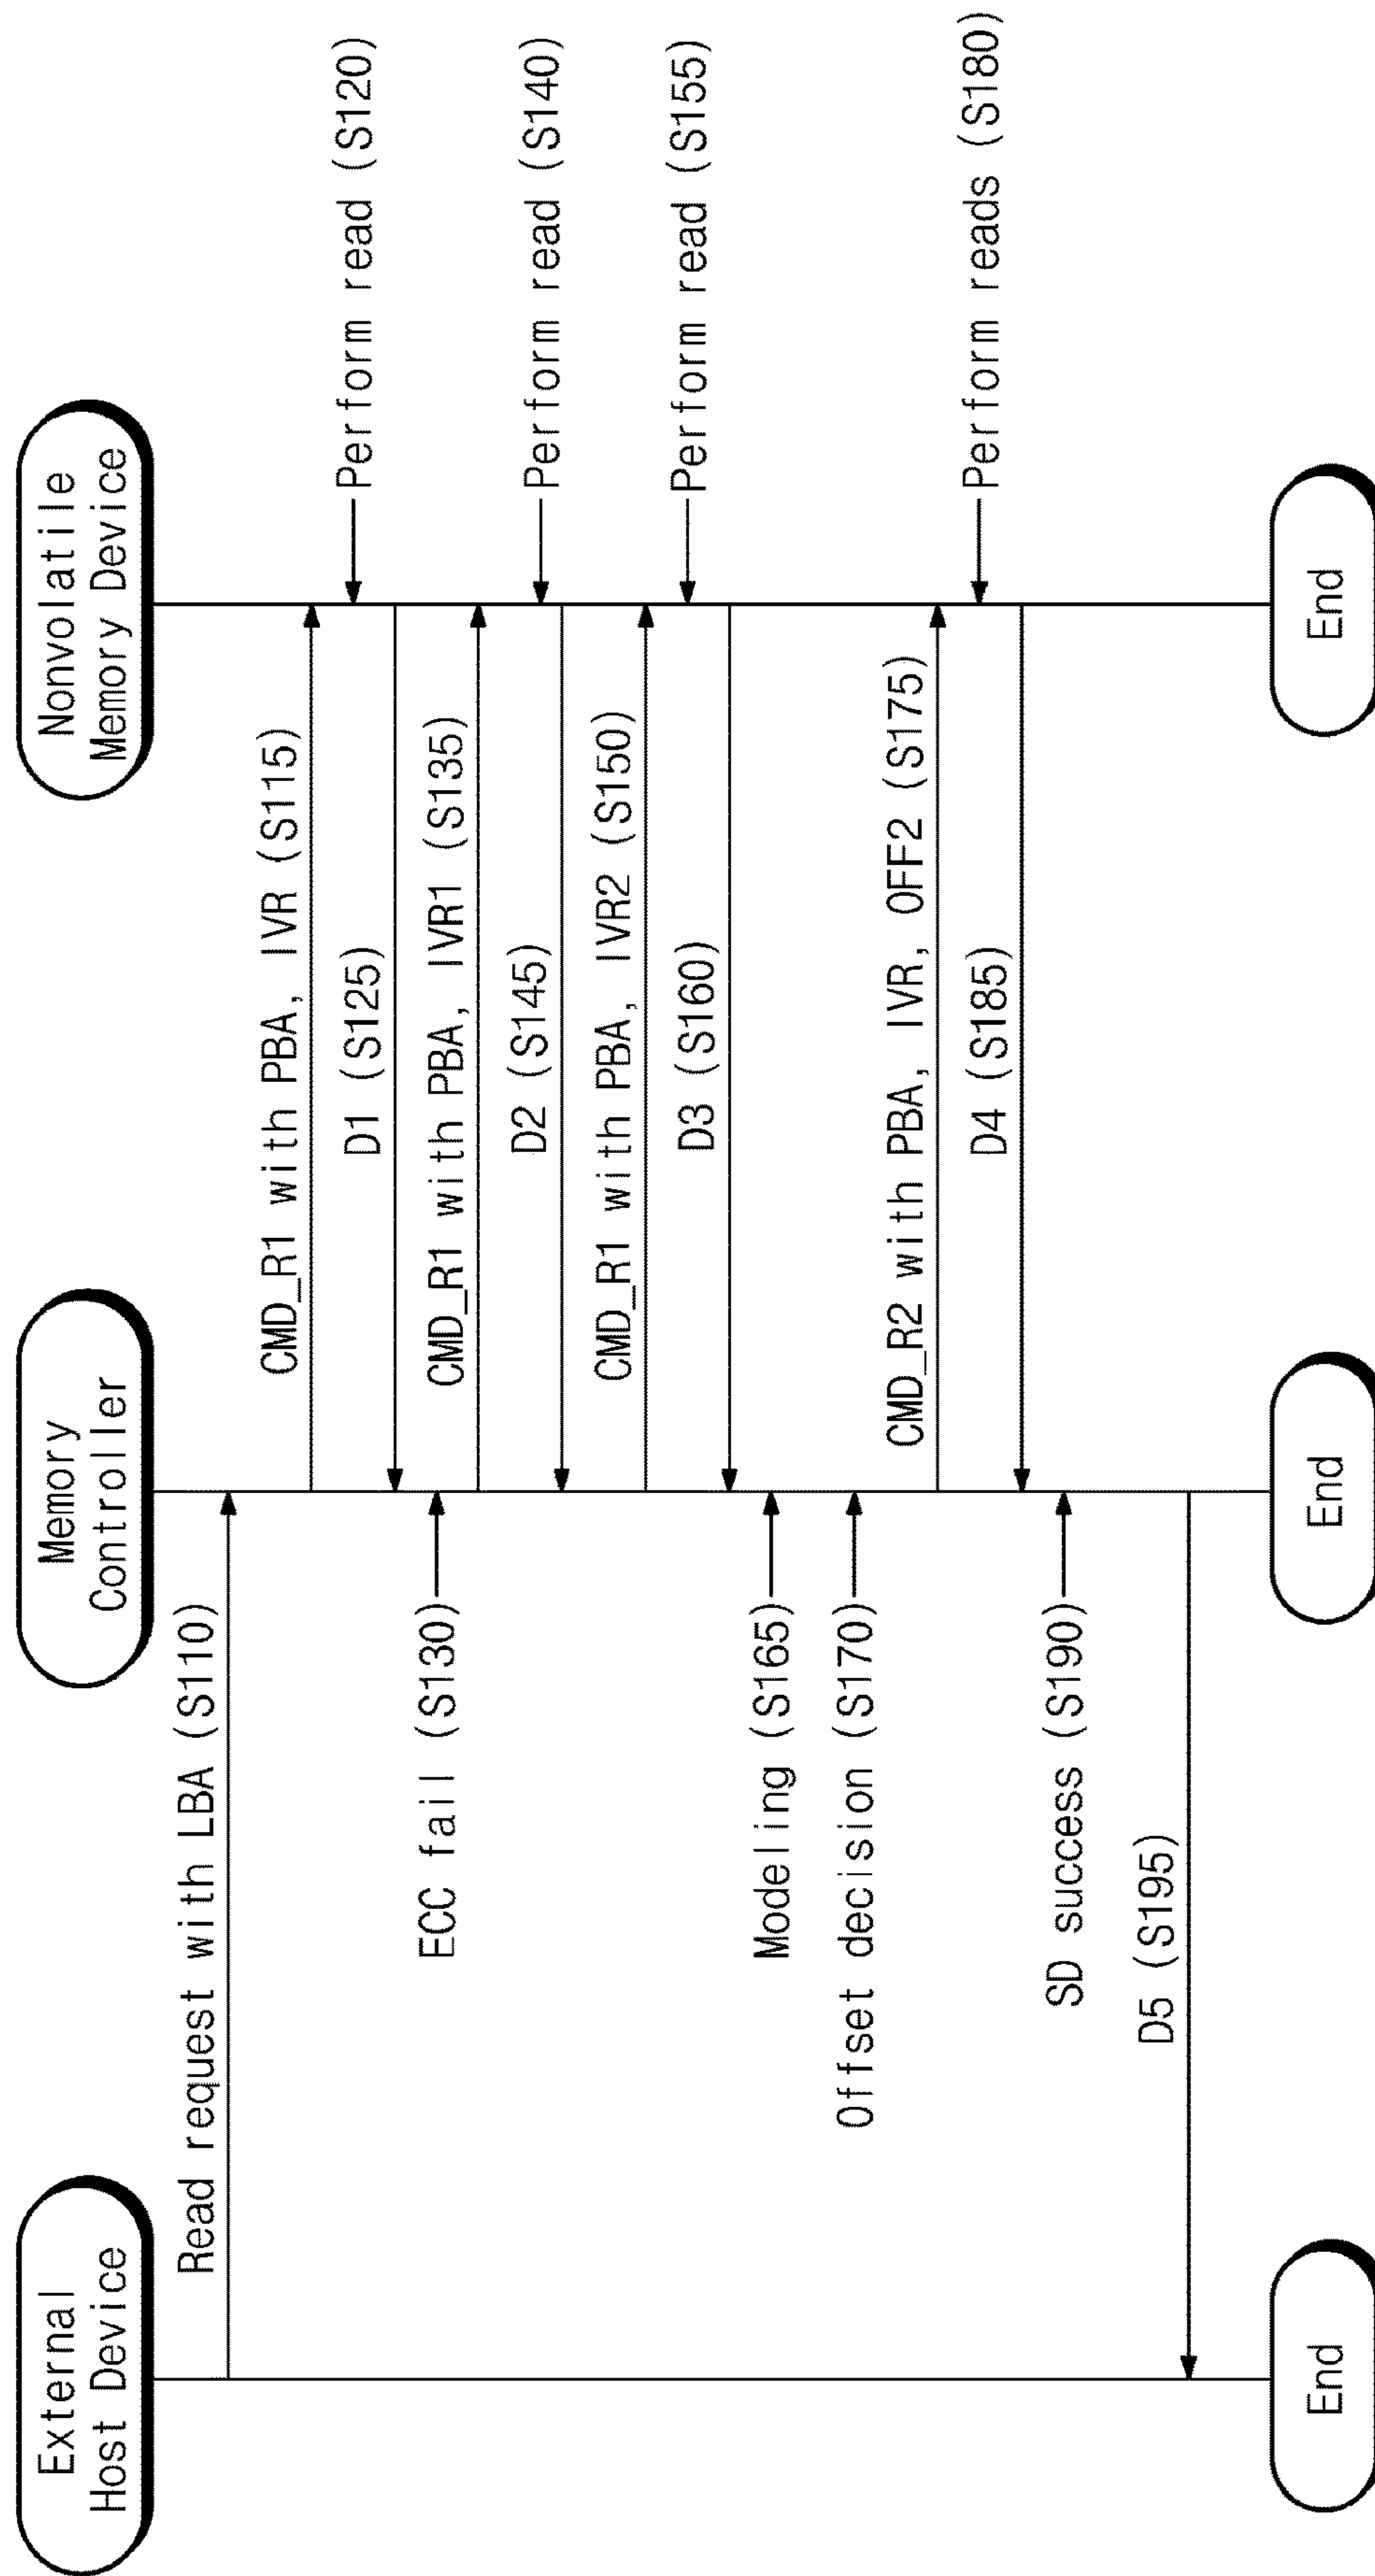 External
Host Device
Memory
Controller
Nonvolatile
Memory Device
Read request with LBA (S110)
CMD_R1 with PBA, IVR (S115)
Perform read (S120)
D1 (S125)
ECC fail (S130)
CMD_R1 with PBA, IVR1 (S135)
Perform read (S140)
D2 (S145)
CMD_R1 with PBA, IVR2 (S150)
Perform read (S155)
D3 (S160)
Modeling (S165)
Offset decision (S170)
CMD_R2 with PBA, IVR, OFF2 (S175)
Perform reads (S180)
D4 (S185)
SD success (S190)
D5 (S195)
End
End
End